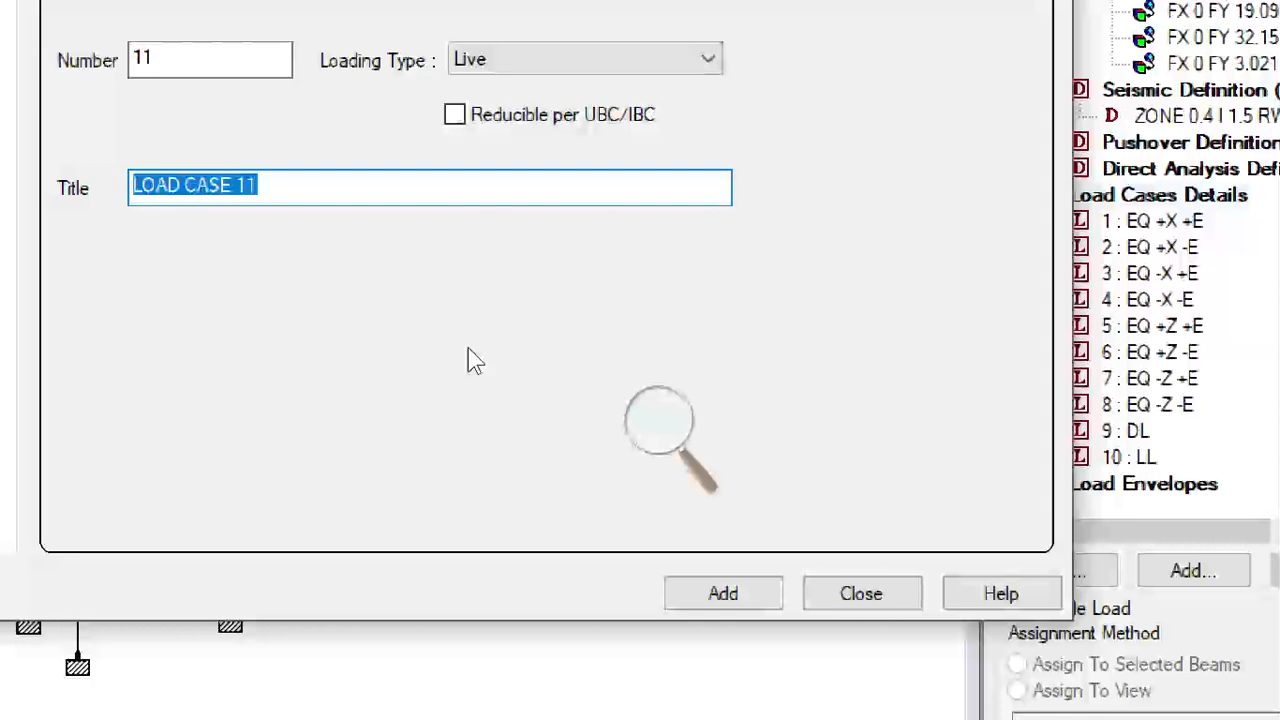 Number 11 Loading Type : Live
Reducible per UBC/IBC
Title LOAD CASE 11
Add Close Help
FX 0 FY 19.09
FX 0 FY 32.15
FX 0 FY 3.021
Seismic Definition (
D ZONE 0.4 I 1.5 RW
Pushover Definition
Direct Analysis Defi
Load Cases Details
L 1 : EQ +X +E
L 2 : EQ +X -E
L 3 : EQ -X +E
L 4 : EQ -X -E
L 5 : EQ +Z +E
L 6 : EQ +Z -E
L 7 : EQ -Z +E
L 8 : EQ -Z -E
L 9 : DL
L 10 : LL
Load Envelopes
... Add...
le Load
Assignment Method
Assign To Selected Beams
Assign To View